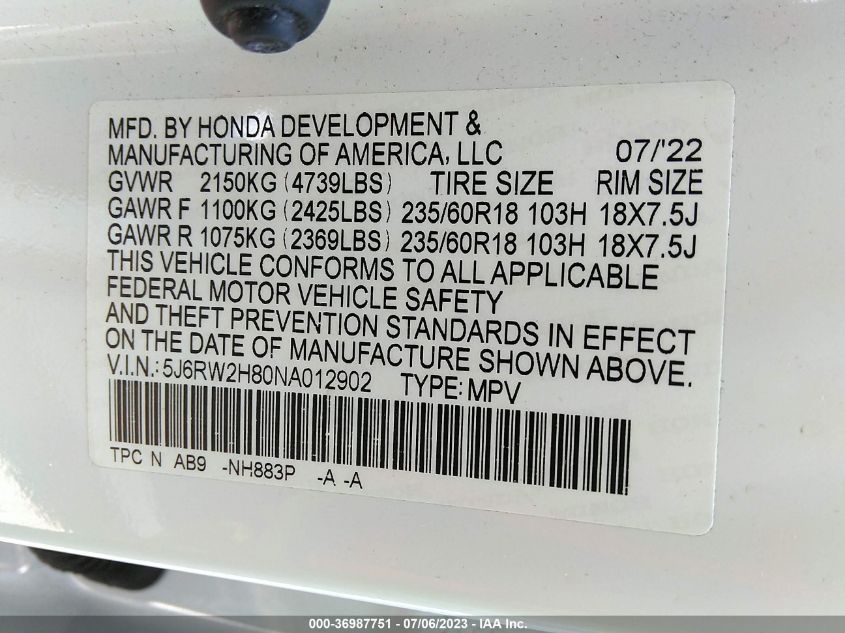 MFD. BY HONDA DEVELOPMENT &
MANUFACTURING OF AMERICA, LLC 07/'22
GVWR 2150KG (4739LBS) TIRE SIZE RIM SIZE
GAWR F 1100KG (2425LBS) 235/60R18 103H 18X7.5J
GAWR R 1075KG (2369LBS) 235/60R18 103H 18X7.5J
THIS VEHICLE CONFORMS TO ALL APPLICABLE
FEDERAL MOTOR VEHICLE SAFETY
AND THEFT PREVENTION STANDARDS IN EFFECT
ON THE DATE OF MANUFACTURE SHOWN ABOVE.
V.I.N.: 5J6RW2H80NA012902 TYPE: MPV
TPC N AB9 -NH883P -A -A
000-36987751 - 07/06/2023 - IAA Inc.